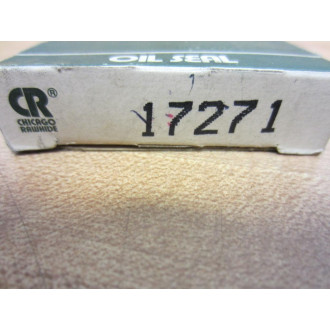 OIL SEAL
CR®
CHICAGO
RAWHIDE
17271